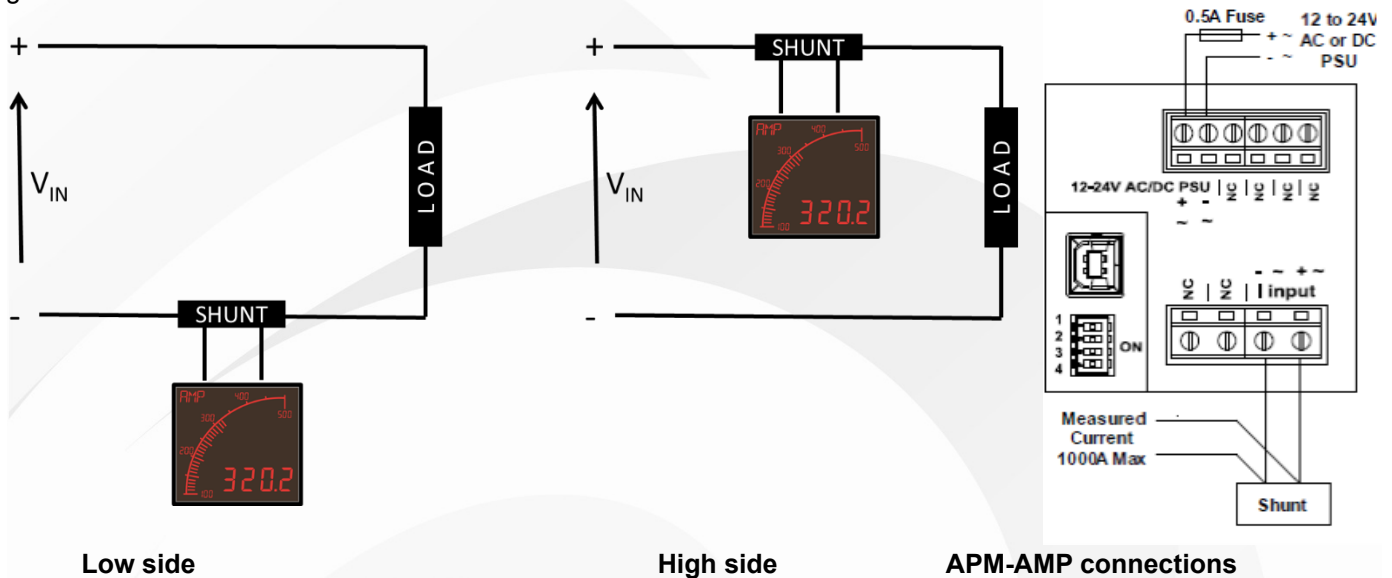 +
SHUNT
LOAD
VIN
-
AMP
100
200
300
400
500
320.2
Low side
+
SHUNT
LOAD
VIN
-
AMP
100
200
300
400
500
320.2
High side
0.5A Fuse
12 to 24V
+ ~ AC or DC
- ~ PSU
12-24V AC/DC PSU | NC | NC | NC | NC
+ -
~ ~
- ~ + ~
NC | NC | I input
1
2
3
4
ON
Measured
Current
1000A Max
Shunt
APM-AMP connections